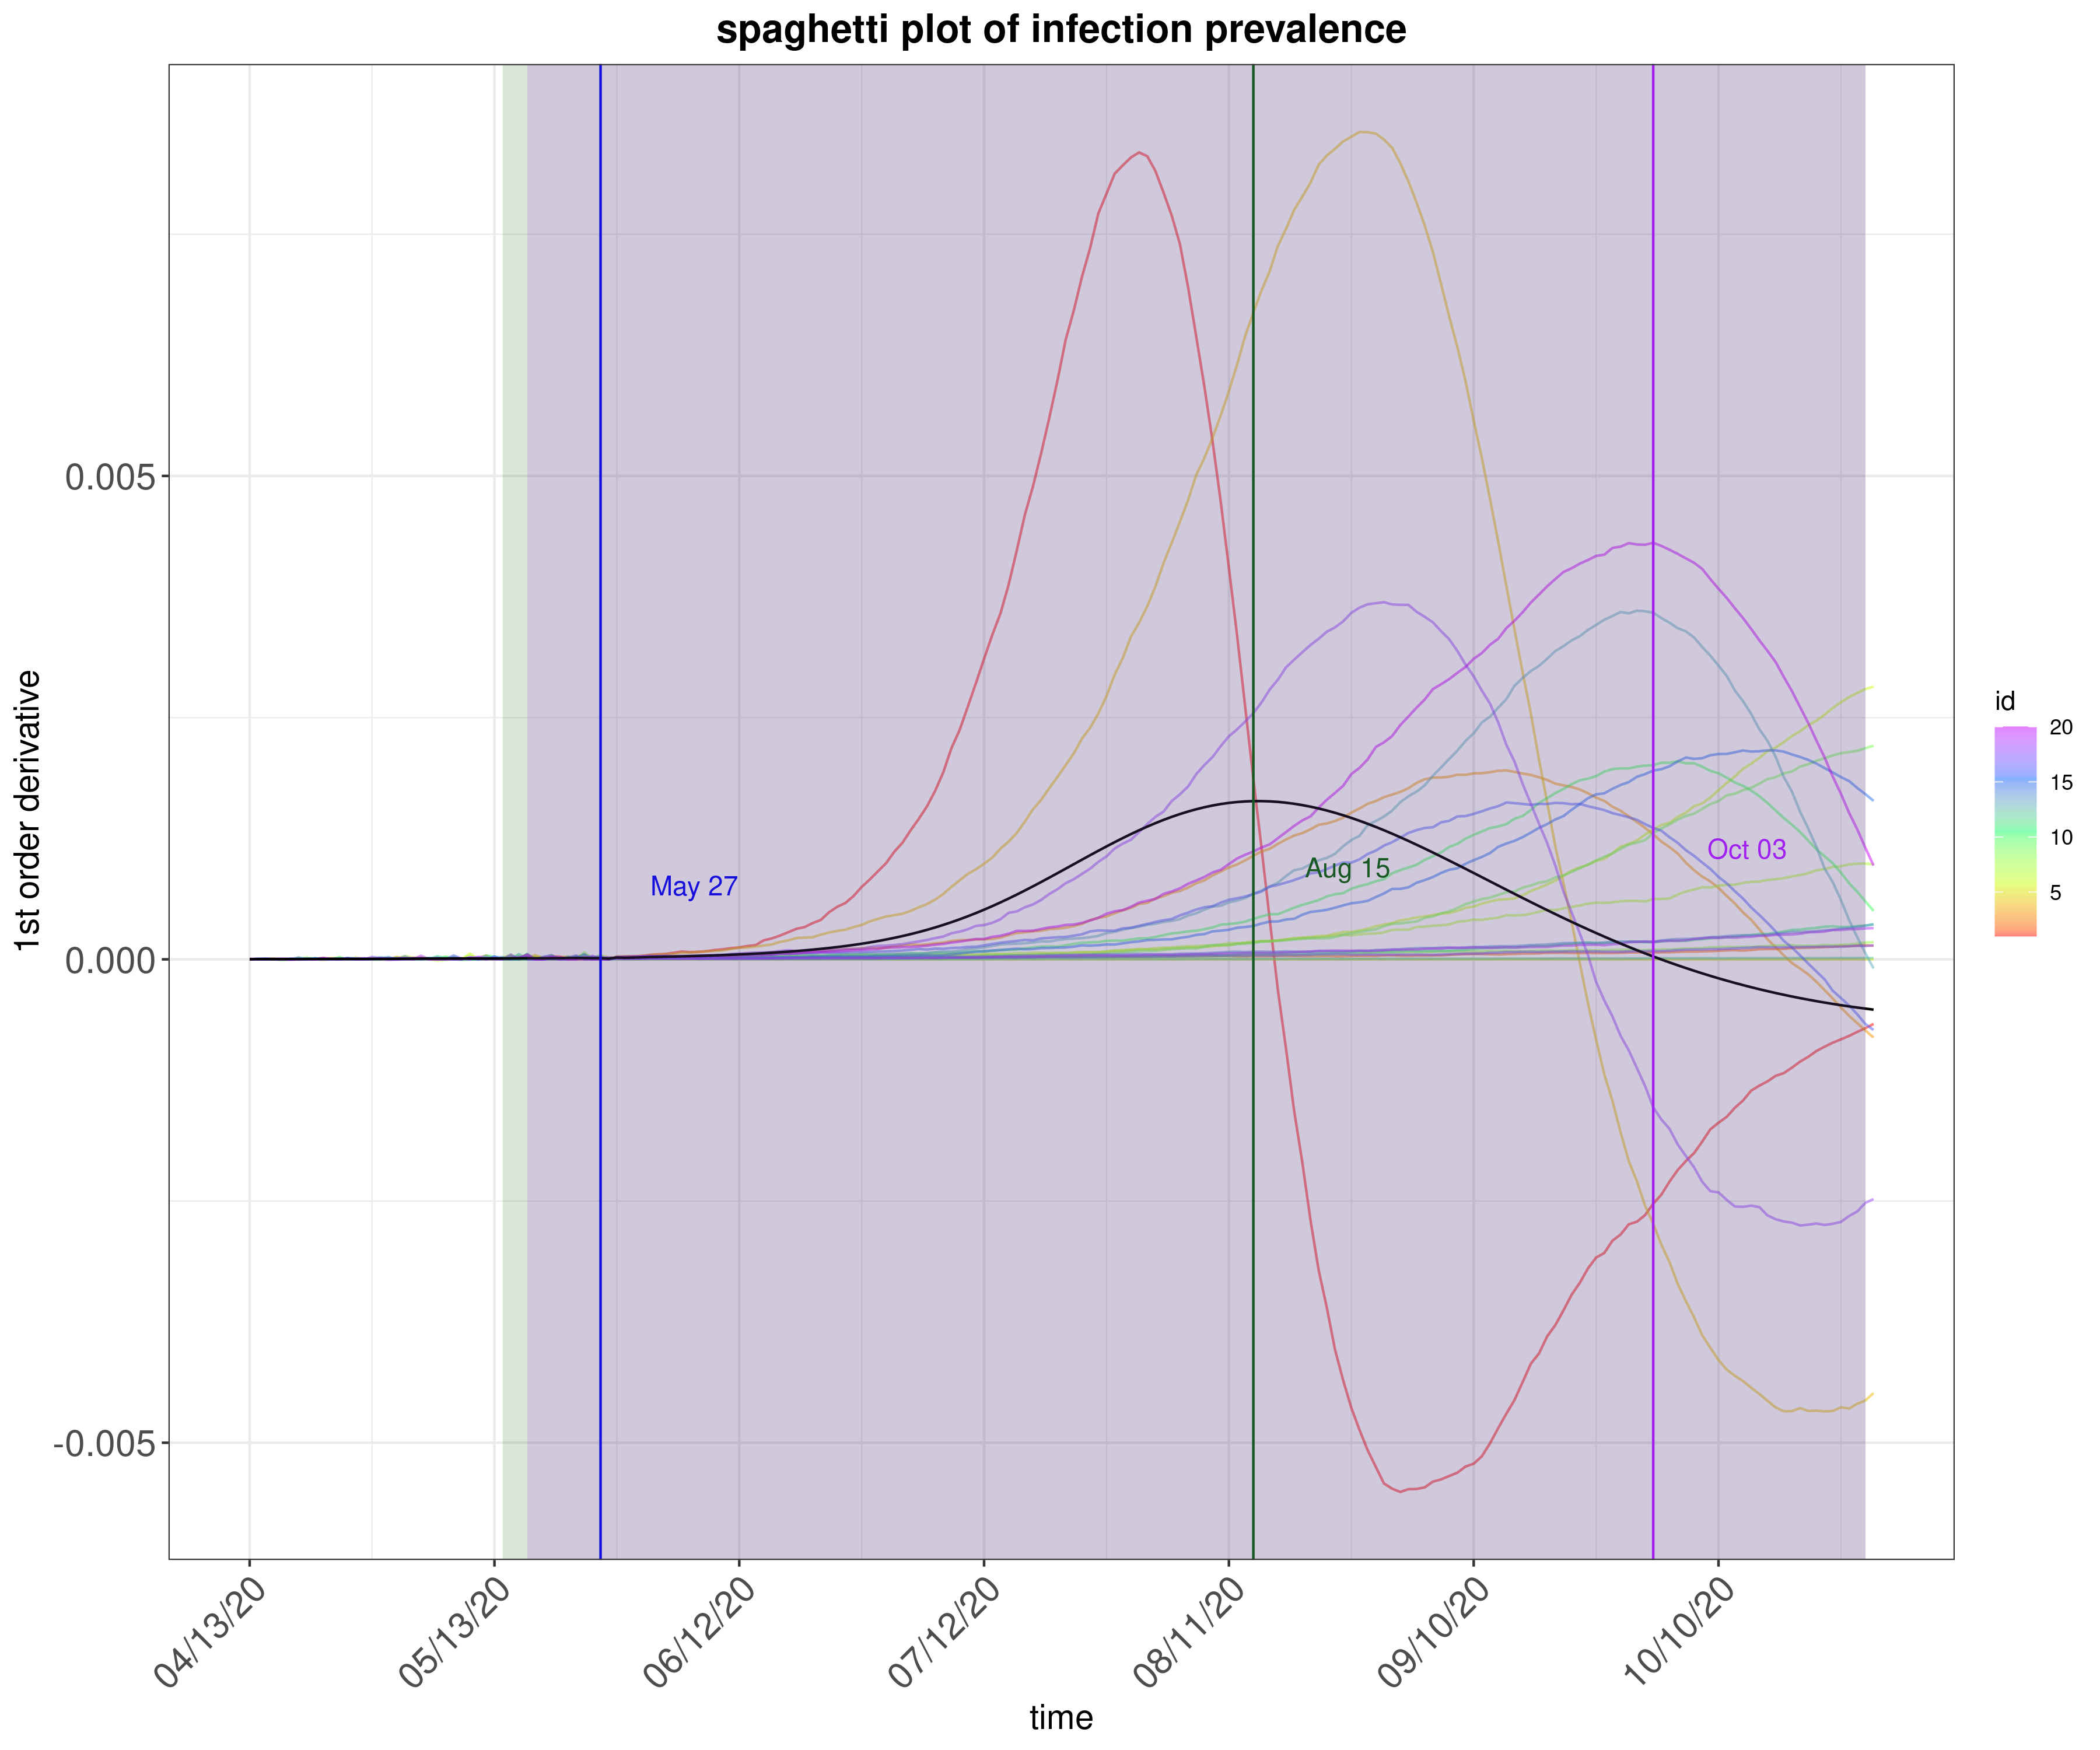 spaghetti plot of infection prevalence
1st order derivative
0.005
0.000
-0.005
May 27
Aug 15
Oct 03
id
20
15
10
5
04/13/20
05/13/20
06/12/20
07/12/20
08/11/20
09/10/20
10/10/20
time